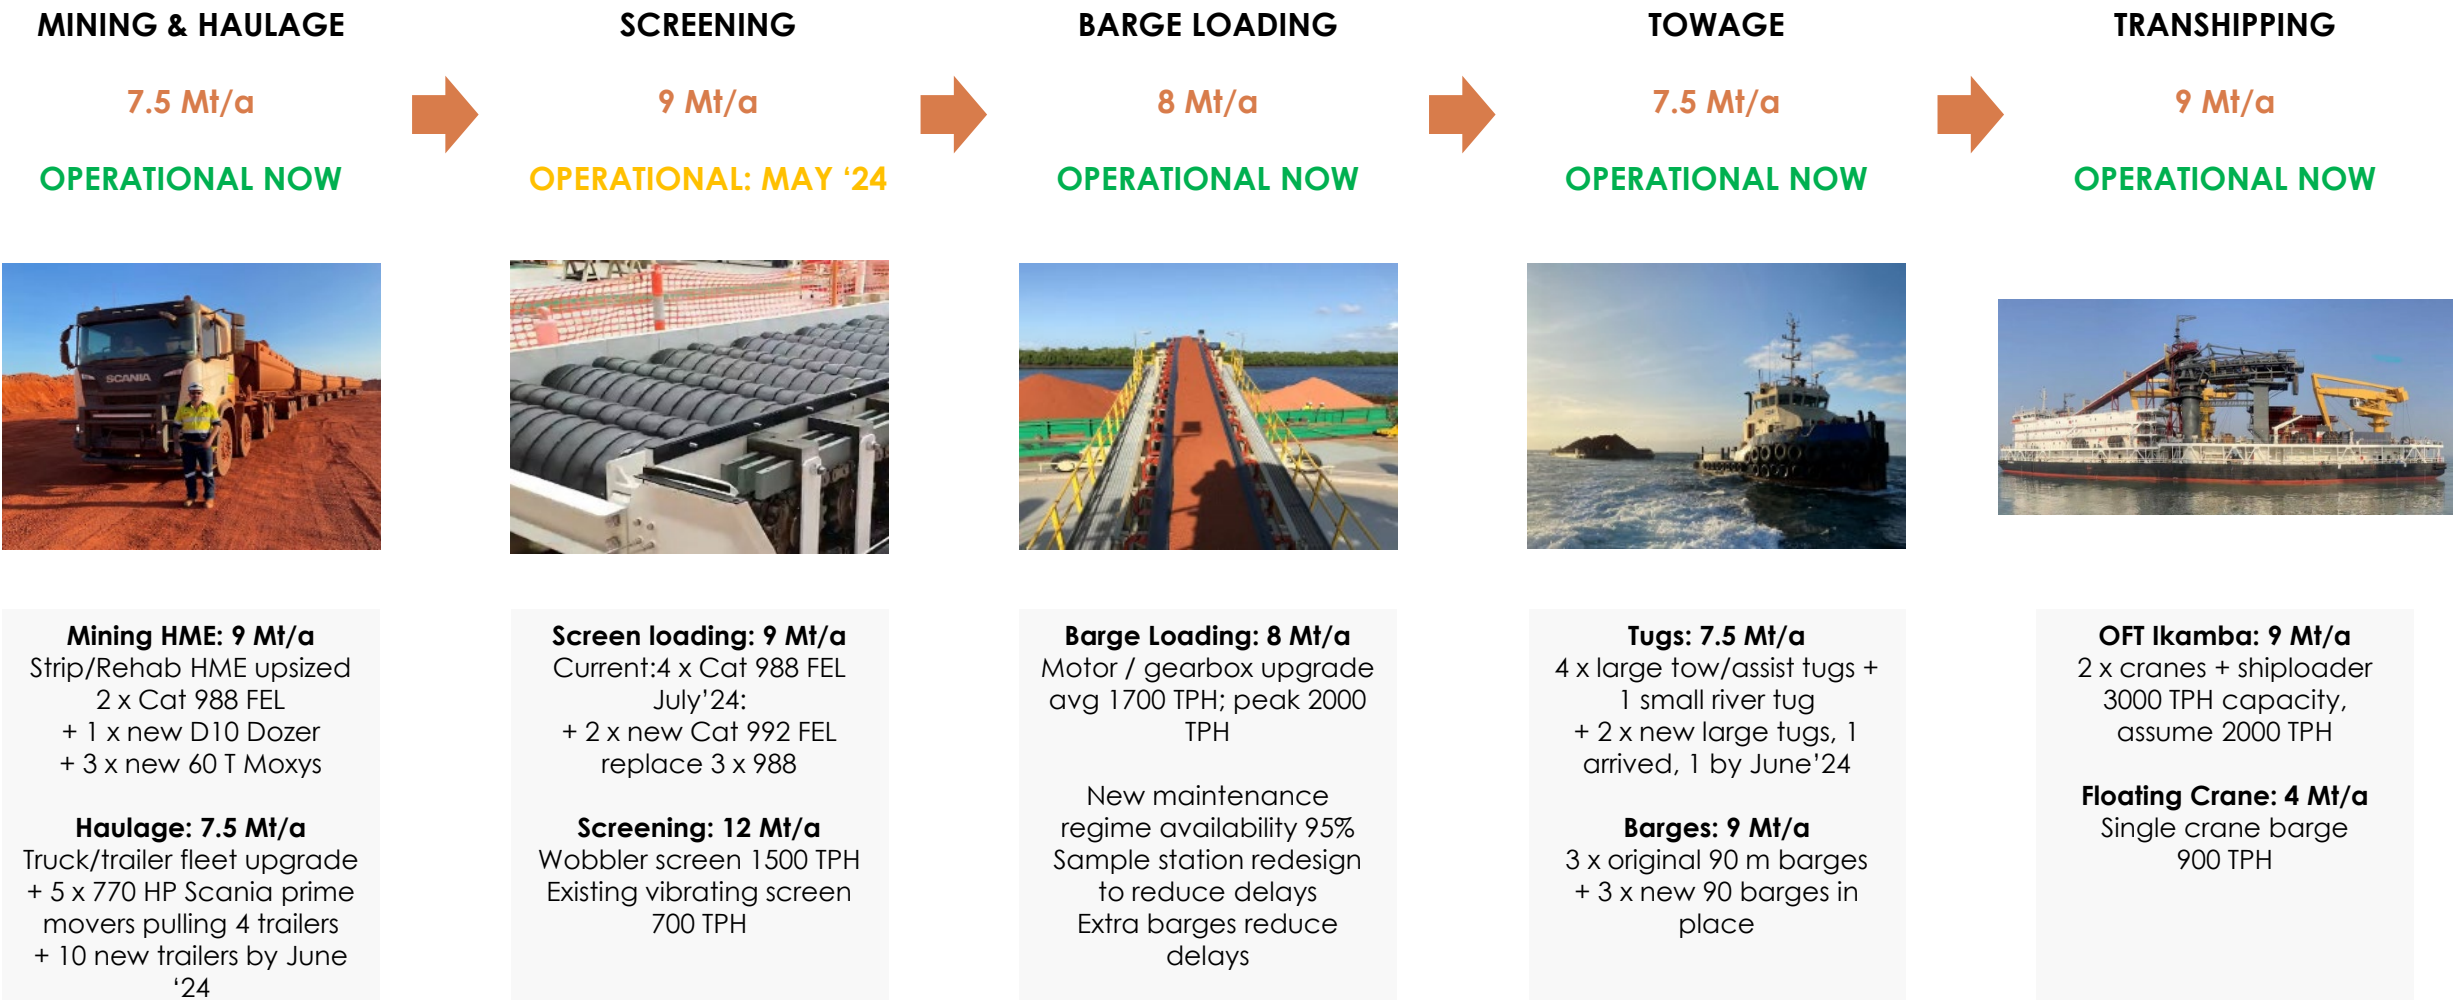 MINING & HAULAGE
7.5 Mt/a
OPERATIONAL NOW
SCANIA
Mining HME: 9 Mt/a
Strip/Rehab HME upsized
2 x Cat 988 FEL
+ 1 x new D10 Dozer
+ 3 x new 60 T Moxys
Haulage: 7.5 Mt/a
Truck/trailer fleet upgrade
+ 5 x 770 HP Scania prime
movers pulling 4 trailers
+ 10 new trailers by June
‘24
SCREENING
9 Mt/a
OPERATIONAL: MAY ‘24
Screen loading: 9 Mt/a
Current:4 x Cat 988 FEL
July’24:
+ 2 x new Cat 992 FEL
replace 3 x 988
Screening: 12 Mt/a
Wobbler screen 1500 TPH
Existing vibrating screen
700 TPH
BARGE LOADING
8 Mt/a
OPERATIONAL NOW
Barge Loading: 8 Mt/a
Motor / gearbox upgrade
avg 1700 TPH; peak 2000
TPH
New maintenance
regime availability 95%
Sample station redesign
to reduce delays
Extra barges reduce
delays
TOWAGE
7.5 Mt/a
OPERATIONAL NOW
Tugs: 7.5 Mt/a
4 x large tow/assist tugs +
1 small river tug
+ 2 x new large tugs, 1
arrived, 1 by June’24
Barges: 9 Mt/a
3 x original 90 m barges
+ 3 x new 90 barges in
place
TRANSHIPPING
9 Mt/a
OPERATIONAL NOW
OFT Ikamba: 9 Mt/a
2 x cranes + shiploader
3000 TPH capacity,
assume 2000 TPH
Floating Crane: 4 Mt/a
Single crane barge
900 TPH